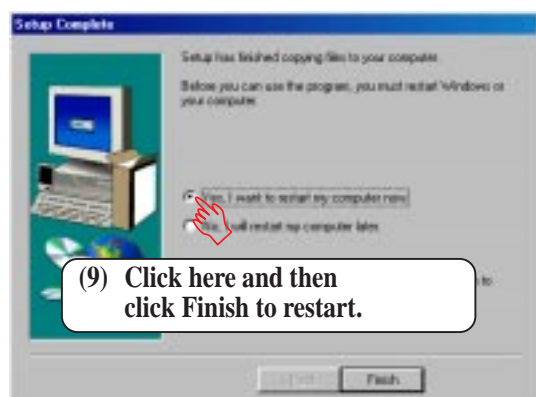 Setup Complete
Setup has finished copying files to your computer.
Before you can use the program, you must restart Windows or
your computer.
Yes, I want to restart my computer now.
No, I will restart my computer later.
(9) Click here and then
click Finish to restart.
to
Finish